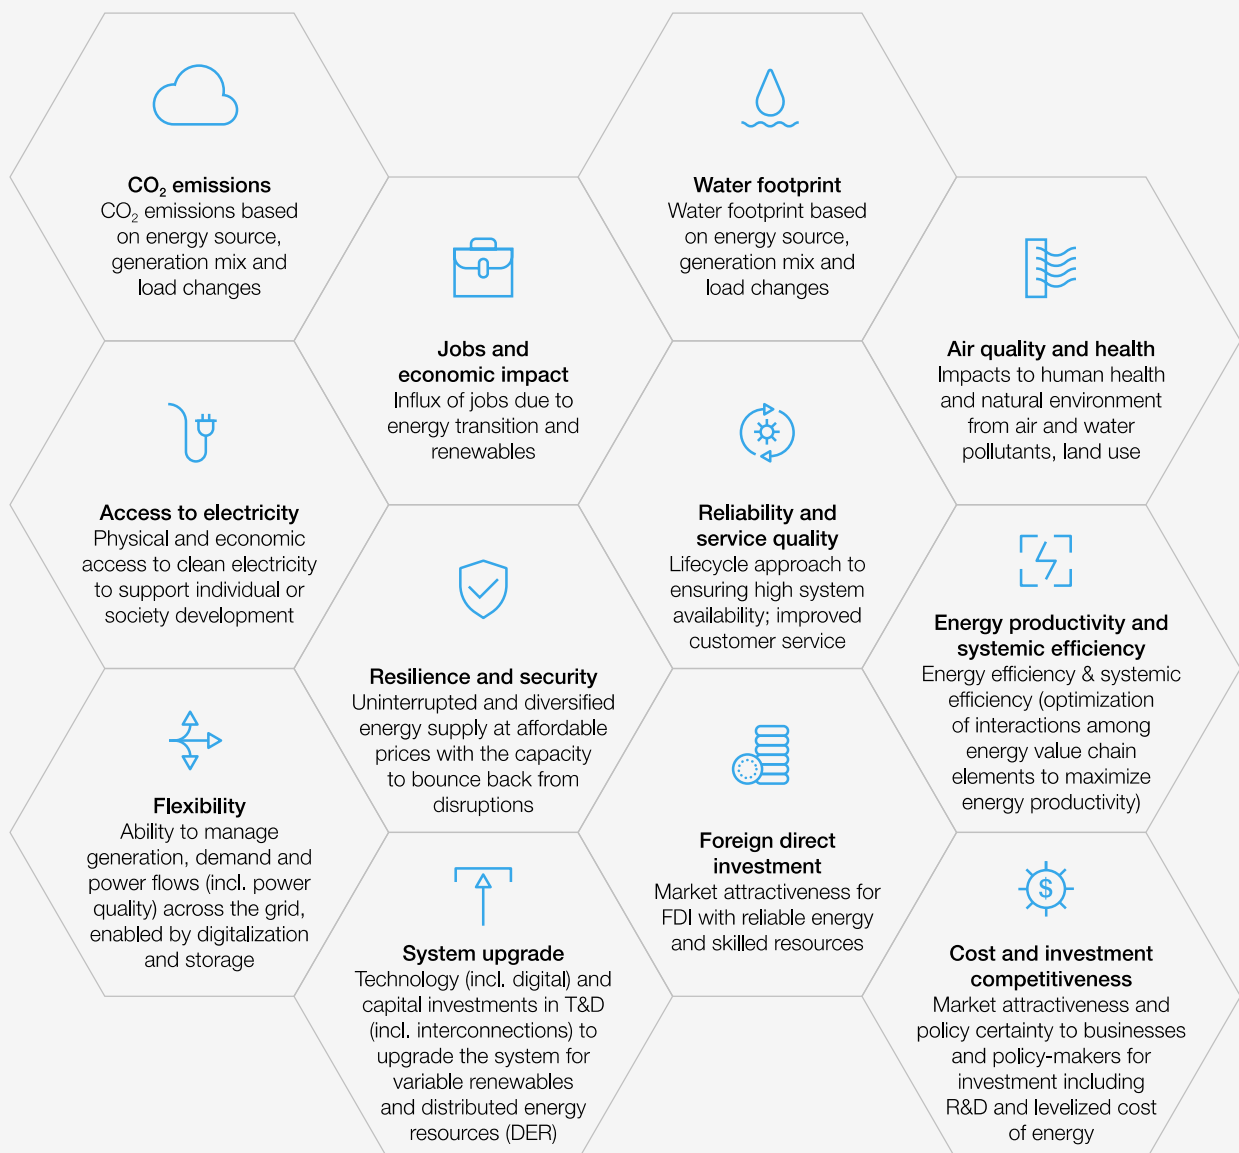 CO₂ emissions
CO₂ emissions based
on energy source,
generation mix and
load changes
Water footprint
Water footprint based
on energy source,
generation mix and
load changes
Jobs and
economic impact
Influx of jobs due to
energy transition and
renewables
Air quality and health
Impacts to human health
and natural environment
from air and water
pollutants, land use
Access to electricity
Physical and economic
access to clean electricity
to support individual or
society development
Reliability and
service quality
Lifecycle approach to
ensuring high system
availability; improved
customer service
Resilience and security
Uninterrupted and diversified
energy supply at affordable
prices with the capacity
to bounce back from
disruptions
Energy productivity and
systemic efficiency
Energy efficiency & systemic
efficiency (optimization
of interactions among
energy value chain
elements to maximize
energy productivity)
Flexibility
Ability to manage
generation, demand and
power flows (incl. power
quality) across the grid,
enabled by digitalization
and storage
Foreign direct
investment
Market attractiveness for
FDI with reliable energy
and skilled resources
System upgrade
Technology (incl. digital) and
capital investments in T&D
(incl. interconnections) to
upgrade the system for
variable renewables
and distributed energy
resources (DER)
$
Cost and investment
competitiveness
Market attractiveness and
policy certainty to businesses
and policy-makers for
investment including
R&D and levelized cost
of energy